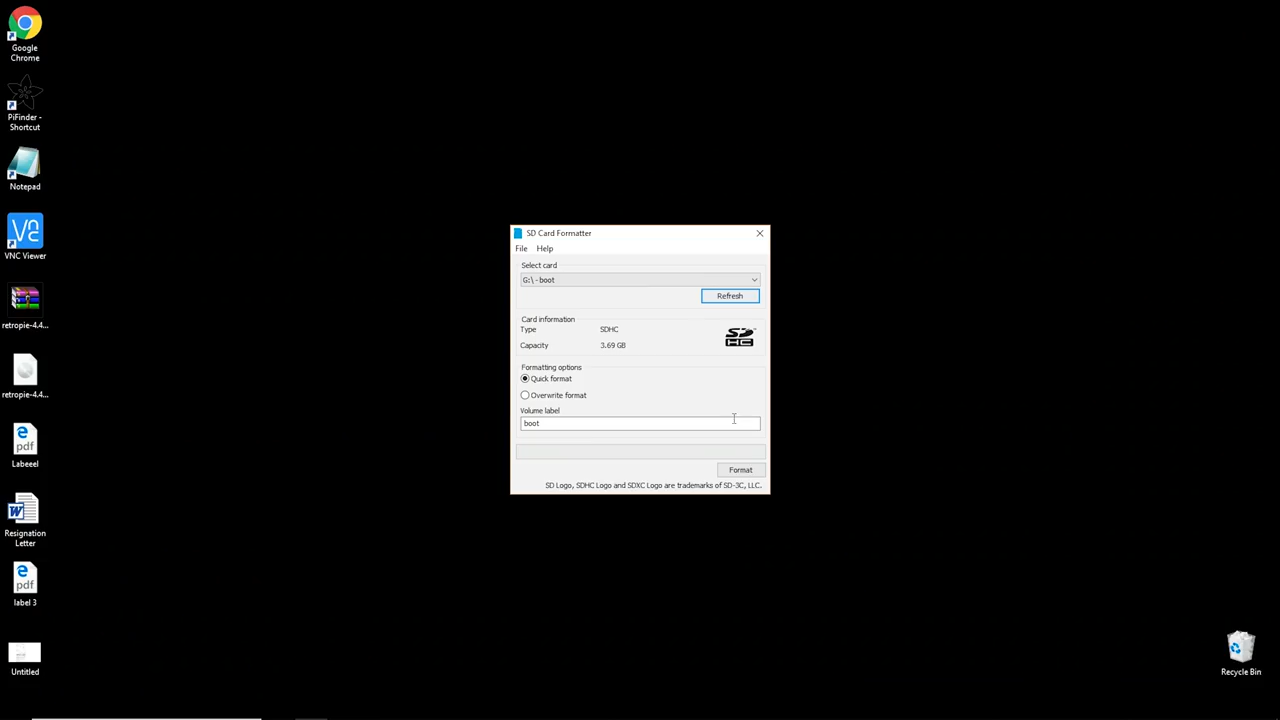 Google
Chrome
PiFinder -
Shortcut
Notepad
VNC Viewer
retropie-4.4...
retropie-4.4...
Labeeel
Resignation
Letter
label 3
Untitled
SD Card Formatter
File Help
Select card
G:\ - boot
Refresh
Card information
Type SDHC
Capacity 3.69 GB
SD
HC
Formatting options
Quick format
Overwrite format
Volume label
boot
Format
SD Logo, SDHC Logo and SDXC Logo are trademarks of SD-3C, LLC.
Recycle Bin